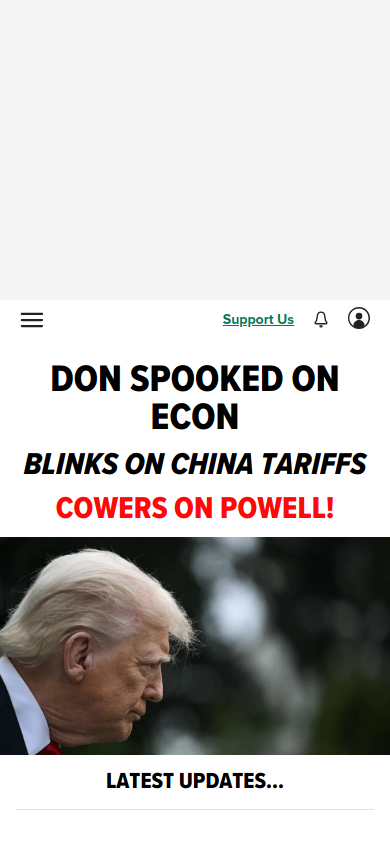 Support Us
DON SPOOKED ON
ECON
BLINKS ON CHINA TARIFFS
COWERS ON POWELL!
LATEST UPDATES...